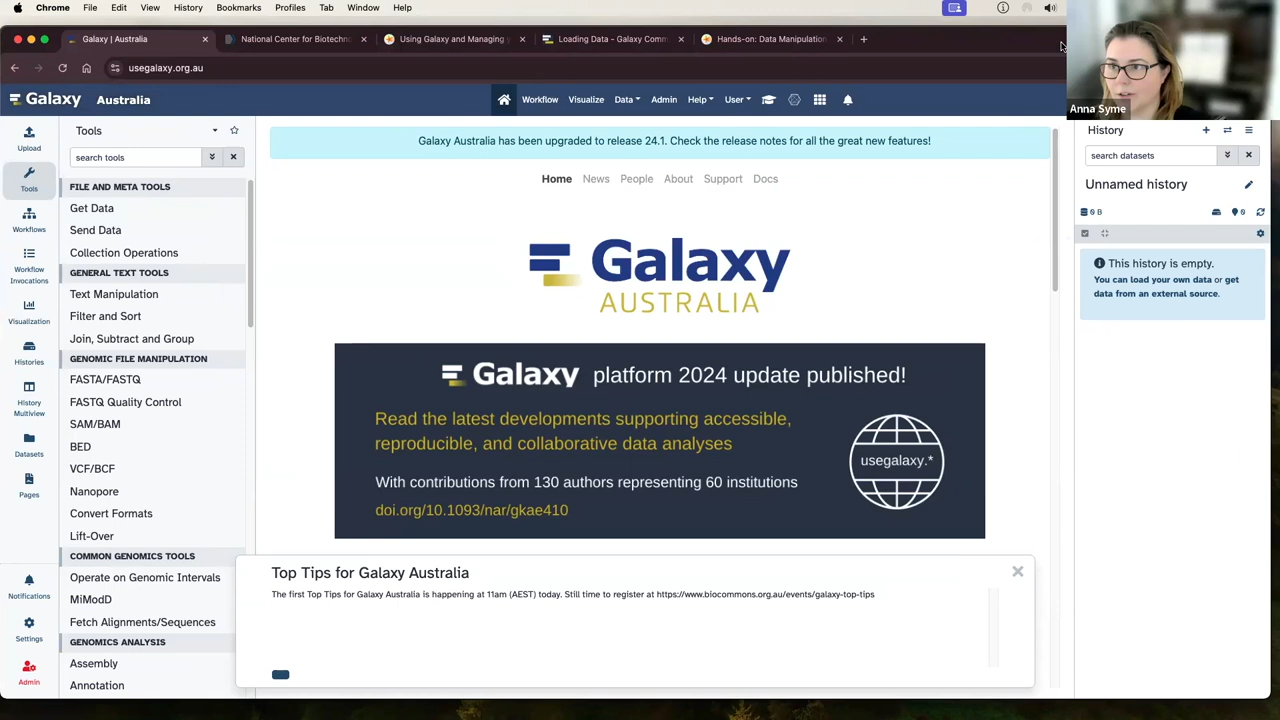 Chrome File Edit View History Bookmarks Profiles Tab Window Help
Galaxy | Australia
National Center for Biotechno
Using Galaxy and Managing y
Loading Data - Galaxy Comm
Hands-on: Data Manipulation
usegalaxy.org.au
Anna Syme
Galaxy Australia
Workflow Visualize Data Admin Help User
Upload
Tools
Workflows
Workflow
Invocations
Visualization
Histories
History
Multiview
Datasets
Pages
Notifications
Settings
Admin
Tools
search tools
FILE AND META TOOLS
Get Data
Send Data
Collection Operations
GENERAL TEXT TOOLS
Text Manipulation
Filter and Sort
Join, Subtract and Group
GENOMIC FILE MANIPULATION
FASTA/FASTQ
FASTQ Quality Control
SAM/BAM
BED
VCF/BCF
Nanopore
Convert Formats
Lift-Over
COMMON GENOMICS TOOLS
Operate on Genomic Intervals
MiModD
Fetch Alignments/Sequences
GENOMICS ANALYSIS
Assembly
Annotation
Galaxy Australia has been upgraded to release 24.1. Check the release notes for all the great new features!
Home News People About Support Docs
Galaxy
AUSTRALIA
Galaxy platform 2024 update published!
Read the latest developments supporting accessible,
reproducible, and collaborative data analyses
With contributions from 130 authors representing 60 institutions
doi.org/10.1093/nar/gkae410
usegalaxy.*
Top Tips for Galaxy Australia
The first Top Tips for Galaxy Australia is happening at 11am (AEST) today. Still time to register at https://www.biocommons.org.au/events/galaxy-top-tips
History
search datasets
Unnamed history
0 B
0
This history is empty.
You can load your own data or get
data from an external source.